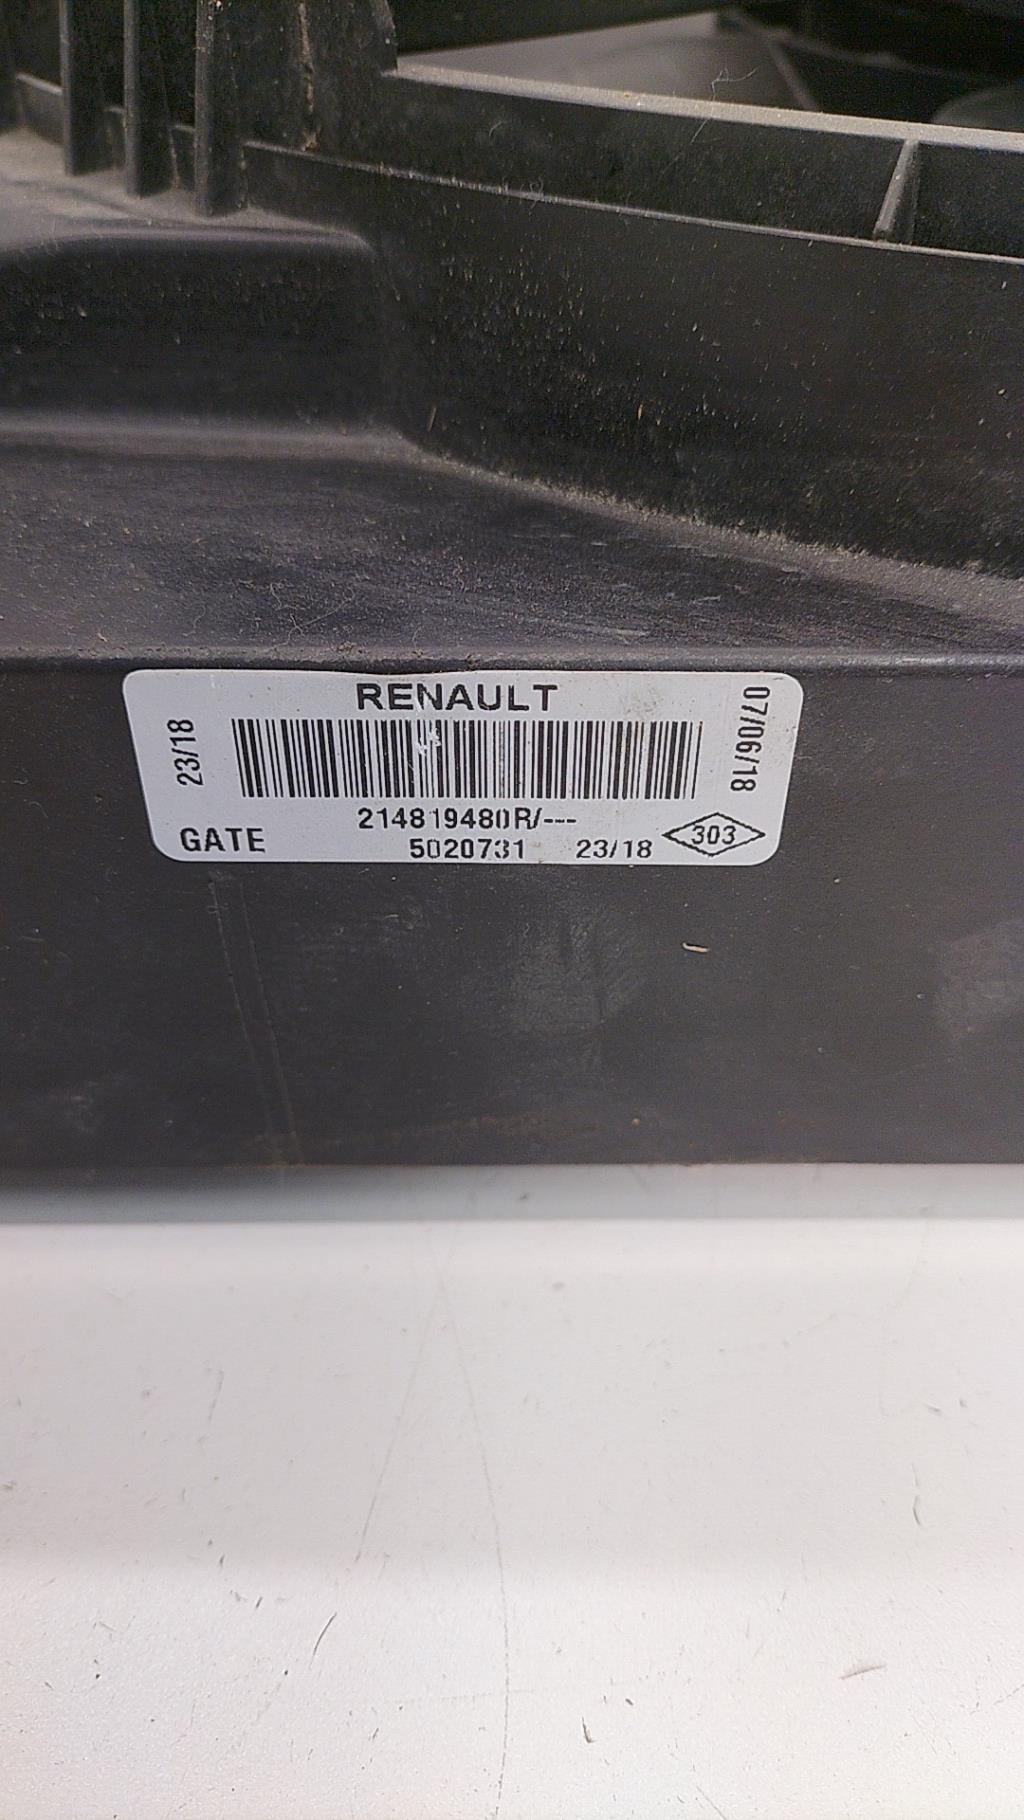 RENAULT
23/18
07/06/18
214819480R/---
GATE
5020731 23/18
303